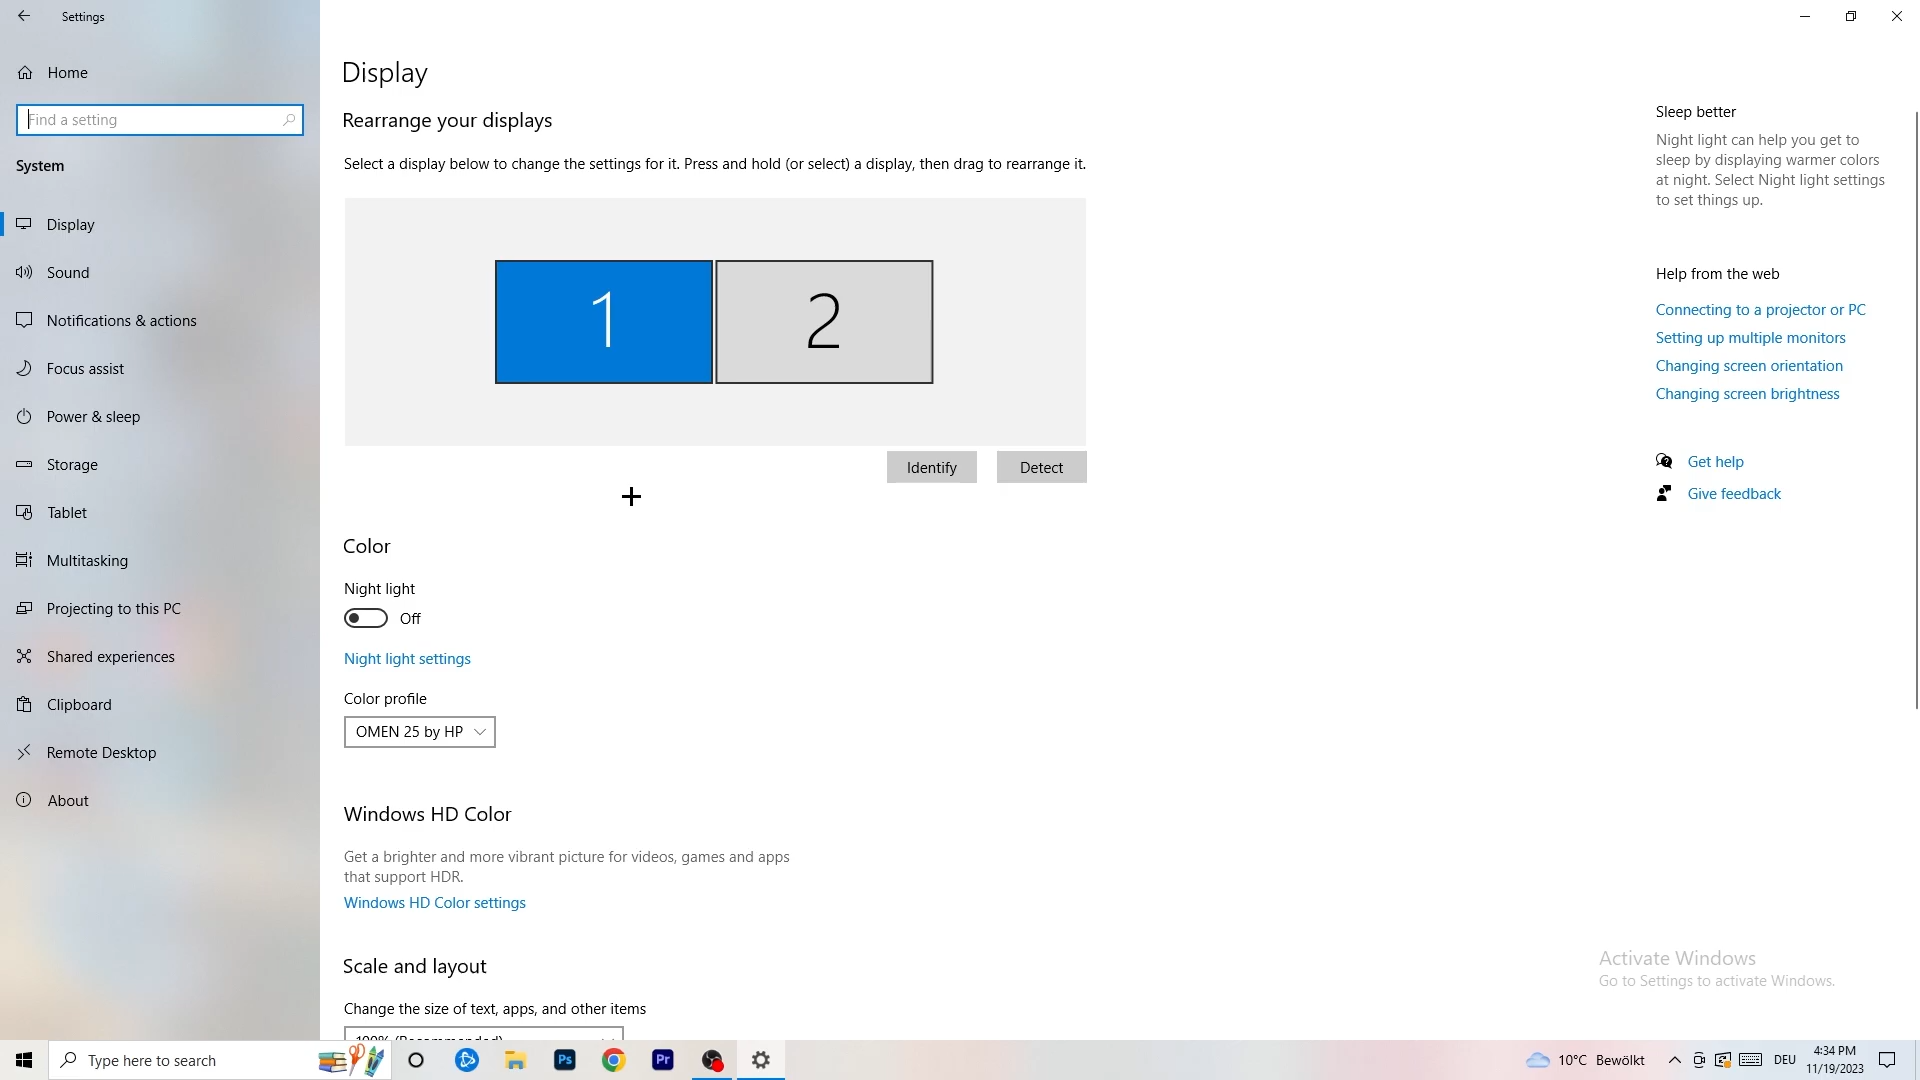 Settings
Home
Find a setting
System
Display
Sound
Notifications & actions
Focus assist
Power & sleep
Storage
Tablet
Multitasking
Projecting to this PC
Shared experiences
Clipboard
Remote Desktop
About
Display
Rearrange your displays
Select a display below to change the settings for it. Press and hold (or select) a display, then drag to rearrange it.
1
2
Identify
Detect
Color
Night light
Off
Night light settings
Color profile
OMEN 25 by HP
Windows HD Color
Get a brighter and more vibrant picture for videos, games and apps
that support HDR.
Windows HD Color settings
Scale and layout
Change the size of text, apps, and other items
100% (Recommended)
Sleep better
Night light can help you get to
sleep by displaying warmer colors
at night. Select Night light settings
to set things up.
Help from the web
Connecting to a projector or PC
Setting up multiple monitors
Changing screen orientation
Changing screen brightness
Get help
Give feedback
Activate Windows
Go to Settings to activate Windows.
Type here to search
Ps
Pr
10°C Bewölkt
DEU
4:34 PM
11/19/2023